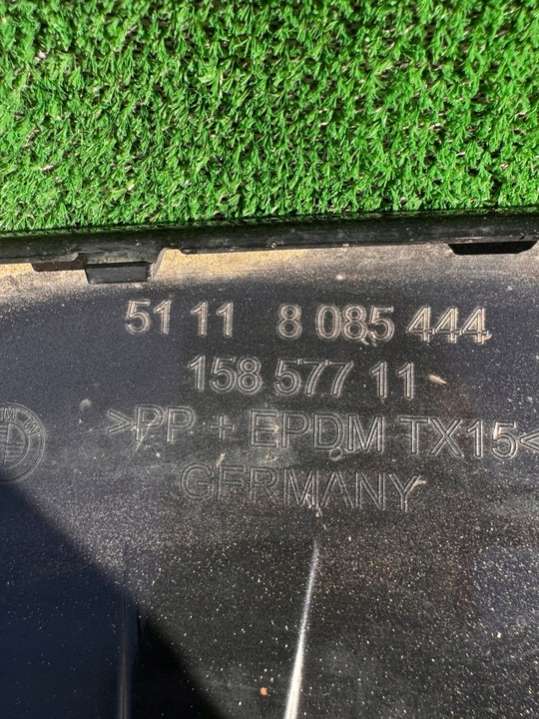 51 11 8 085 444
158 577 11
>PP + EPDM TX15<
GERMANY